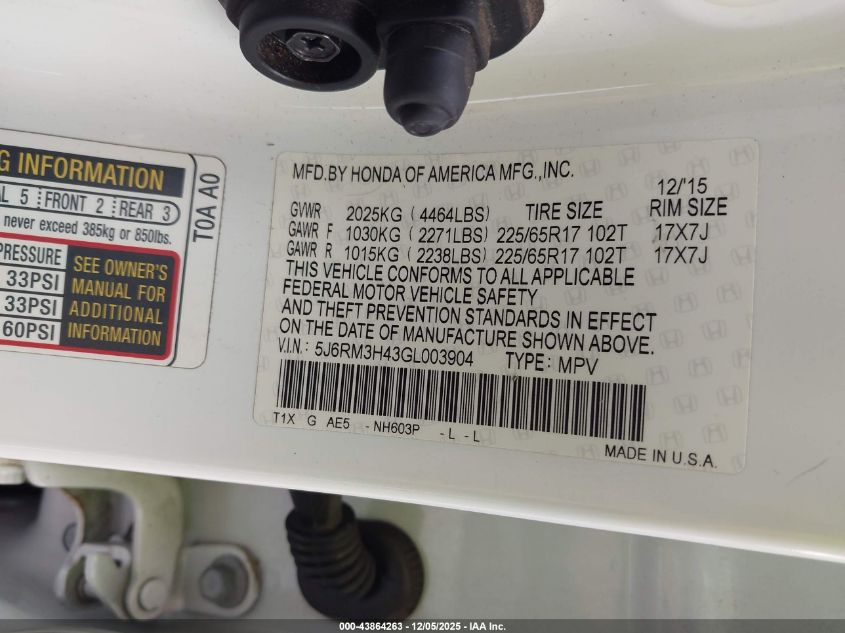 G INFORMATION
AL 5 FRONT 2 REAR 3
never exceed 385kg or 850lbs.
PRESSURE
33PSI
33PSI
60PSI
SEE OWNER'S
MANUAL FOR
ADDITIONAL
INFORMATION
T0A A0
MFD.BY HONDA OF AMERICA MFG.,INC.
12/'15
GVWR 2025KG (4464LBS) TIRE SIZE RIM SIZE
GAWR F 1030KG (2271LBS) 225/65R17 102T 17X7J
GAWR R 1015KG (2238LBS) 225/65R17 102T 17X7J
THIS VEHICLE CONFORMS TO ALL APPLICABLE
FEDERAL MOTOR VEHICLE SAFETY
AND THEFT PREVENTION STANDARDS IN EFFECT
ON THE DATE OF MANUFACTURE SHOWN ABOVE.
V.I.N.: 5J6RM3H43GL003904 TYPE: MPV
T1X G AE5 -NH603P -L -L
MADE IN U.S.A.
000-43864263 - 12/05/2025 - IAA Inc.